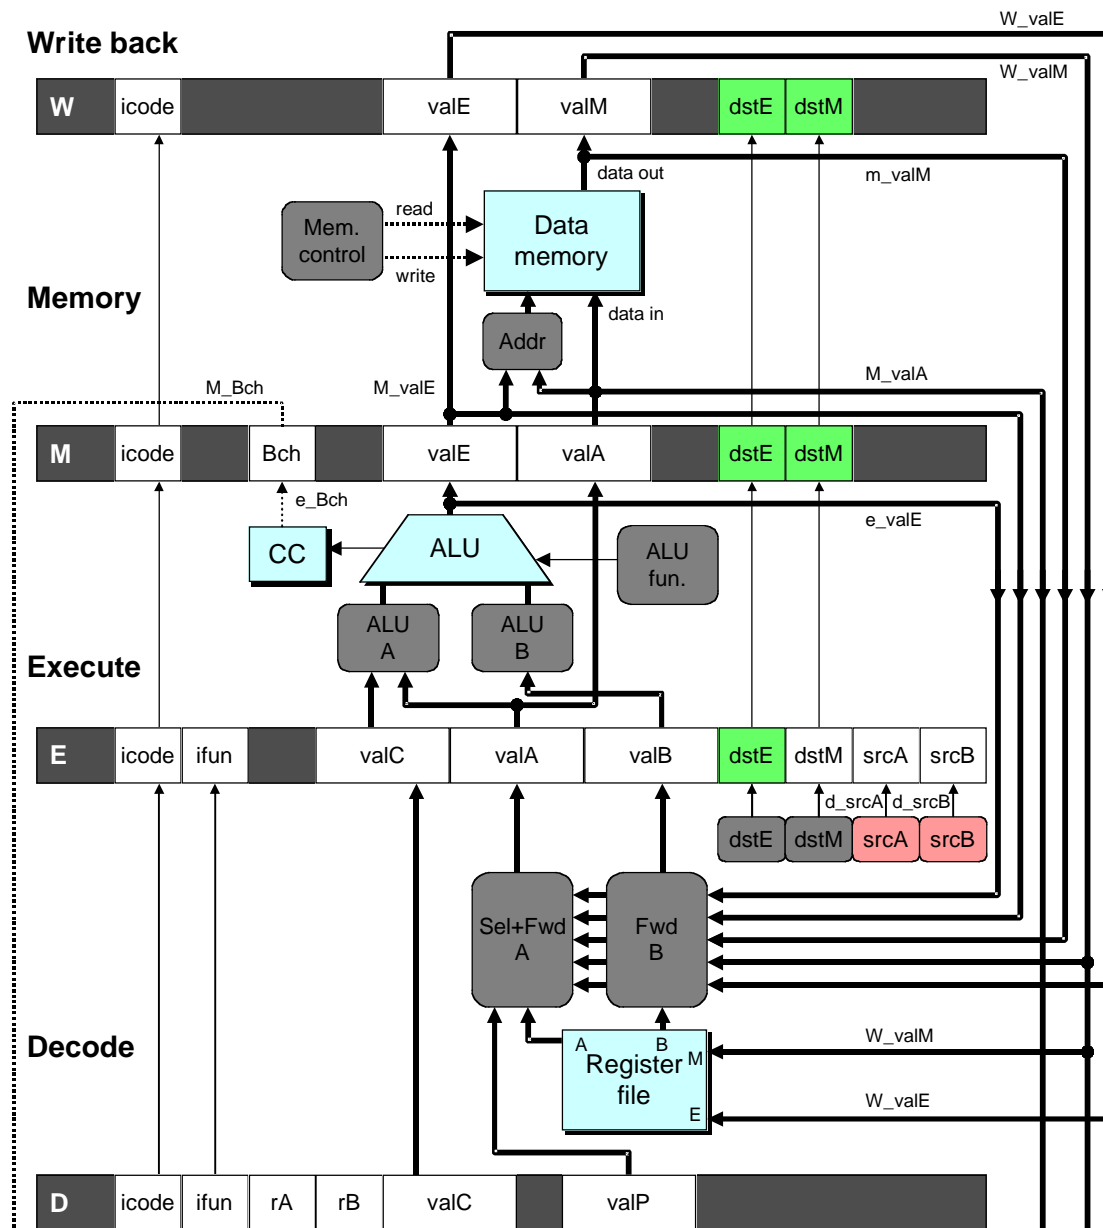 W_valE
Write back
W_valM
W
icode
valE
valM
dstE
dstM
data out
m_valM
read
Mem.
control
Data
memory
write
Memory
data in
Addr
M_Bch
M_valE
M_valA
M
icode
Bch
valE
valA
dstE
dstM
e_Bch
e_valE
CC
ALU
ALU
fun.
ALU
A
ALU
B
Execute
E
icode
ifun
valC
valA
valB
dstE
dstM
srcA
srcB
d_srcA
d_srcB
dstE
dstM
srcA
srcB
Sel+Fwd
A
Fwd
B
Decode
A
B
W_valM
Register
file
M
E
W_valE
D
icode
ifun
rA
rB
valC
valP